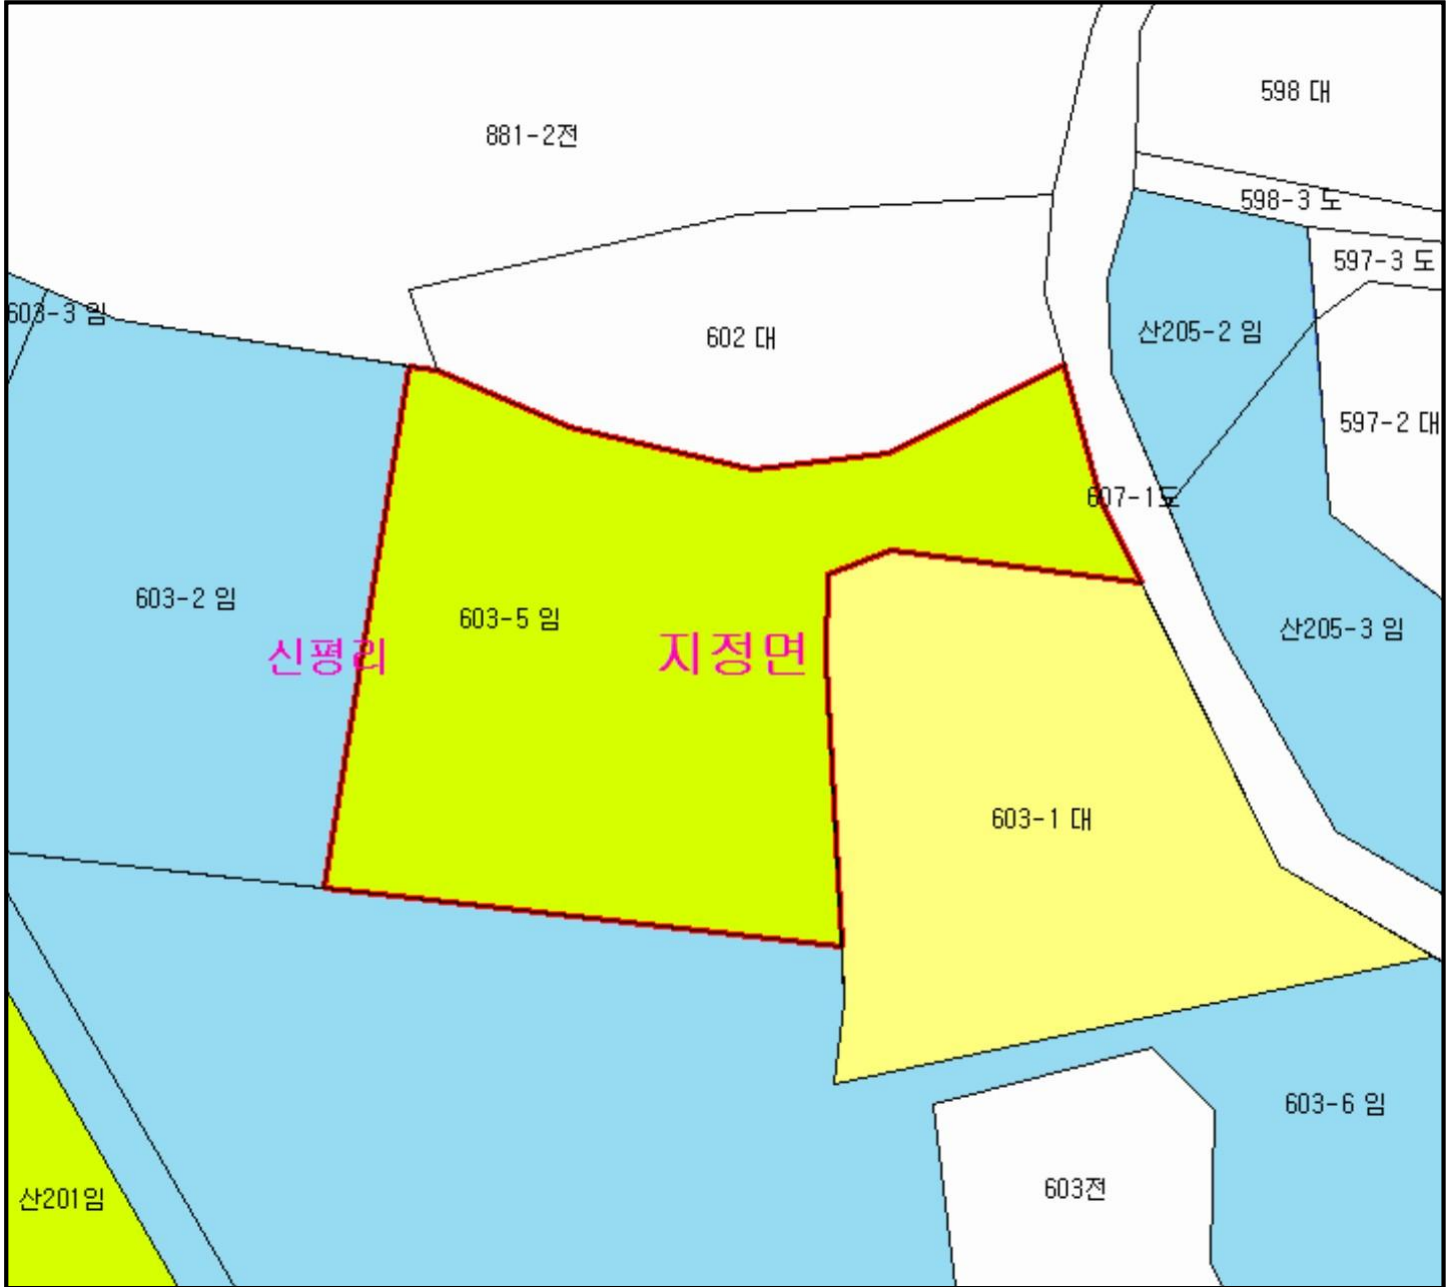 598 대
881-2전
598-3 도
597-3 도
603-3 임
산205-2 임
602 대
597-2 대
607-1도
603-2 임
603-5 임
산205-3 임
신평리
지정면
603-1 대
603-6 임
603전
산201임